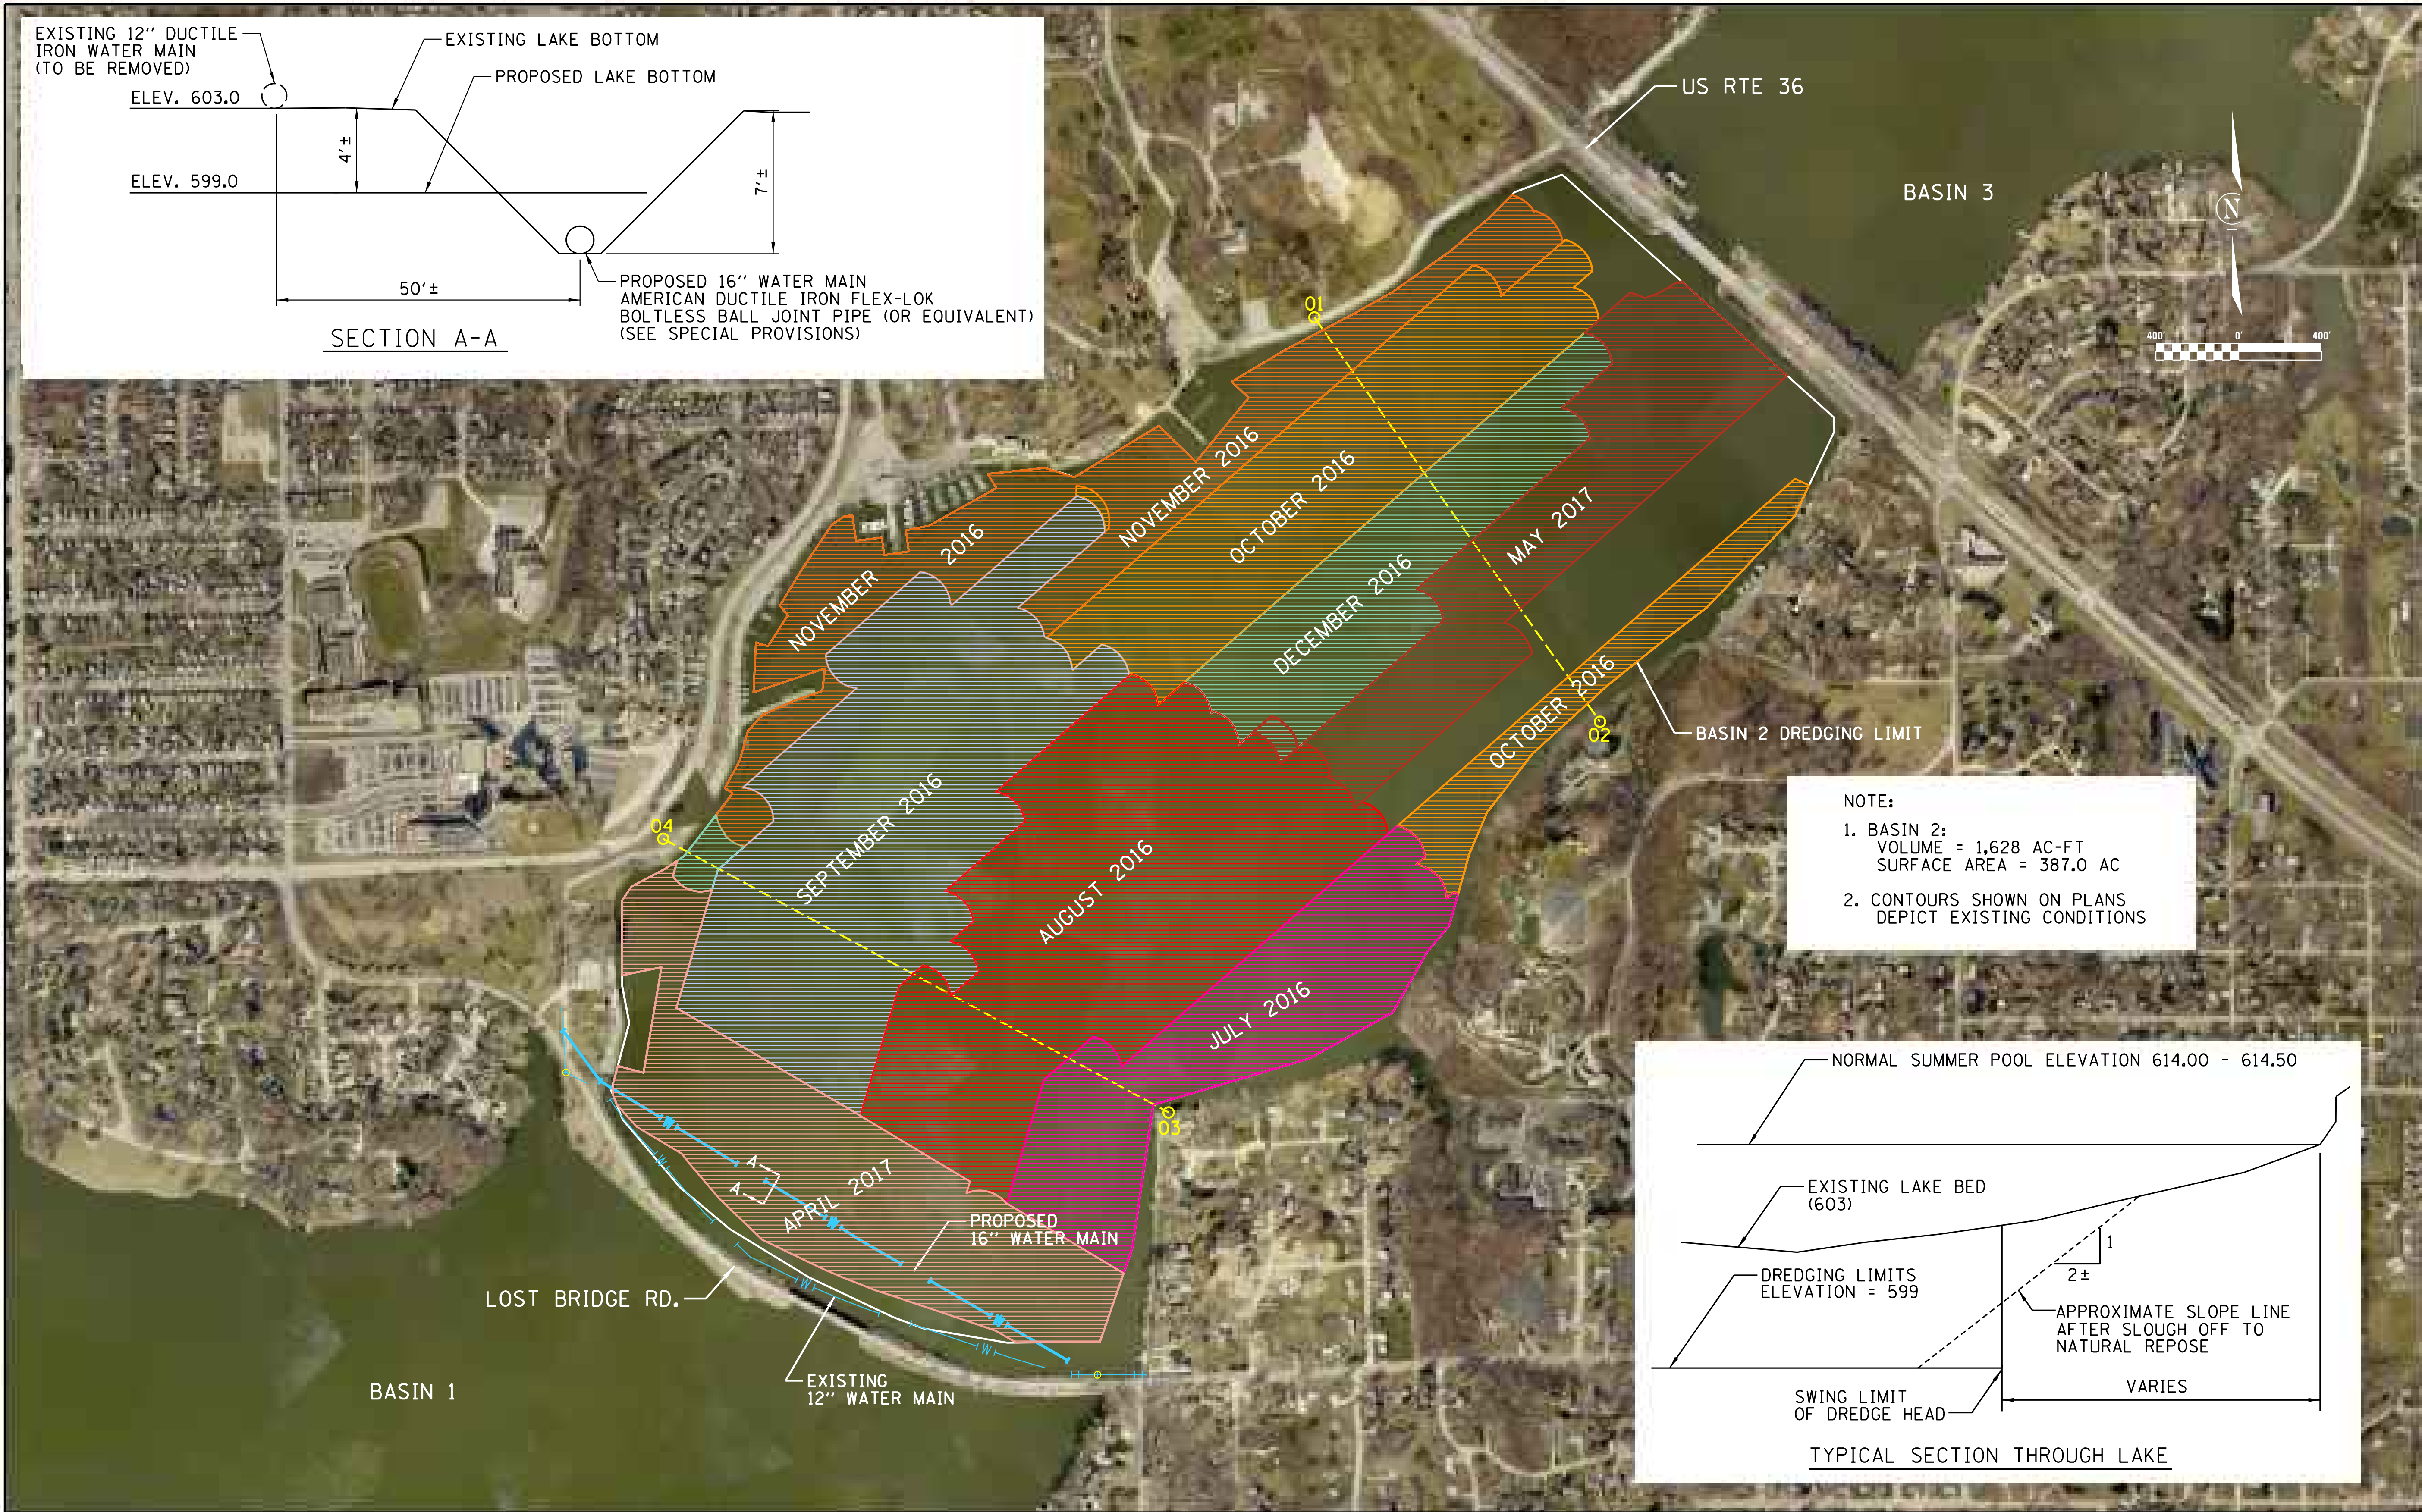 EXISTING 12'' DUCTILE
IRON WATER MAIN
(TO BE REMOVED)
EXISTING LAKE BOTTOM
PROPOSED LAKE BOTTOM
ELEV. 603.0
4'±
ELEV. 599.0
7'±
50'±
PROPOSED 16'' WATER MAIN
AMERICAN DUCTILE IRON FLEX-LOK
BOLTLESS BALL JOINT PIPE (OR EQUIVALENT)
(SEE SPECIAL PROVISIONS)
SECTION A-A
US RTE 36
BASIN 3
N
400' 0' 400'
01
NOVEMBER 2016
OCTOBER 2016
NOVEMBER 2016
MAY 2017
DECEMBER 2016
OCTOBER 2016
02
BASIN 2 DREDGING LIMIT
04
SEPTEMBER 2016
AUGUST 2016
JULY 2016
03
NOTE:
1. BASIN 2:
VOLUME = 1,628 AC-FT
SURFACE AREA = 387.0 AC
2. CONTOURS SHOWN ON PLANS
DEPICT EXISTING CONDITIONS
W
W
A
A
APRIL 2017
W
PROPOSED
16'' WATER MAIN
W
W
W
LOST BRIDGE RD.
EXISTING
12'' WATER MAIN
BASIN 1
NORMAL SUMMER POOL ELEVATION 614.00 - 614.50
EXISTING LAKE BED
(603)
1
2±
DREDGING LIMITS
ELEVATION = 599
APPROXIMATE SLOPE LINE
AFTER SLOUGH OFF TO
NATURAL REPOSE
VARIES
SWING LIMIT
OF DREDGE HEAD
TYPICAL SECTION THROUGH LAKE